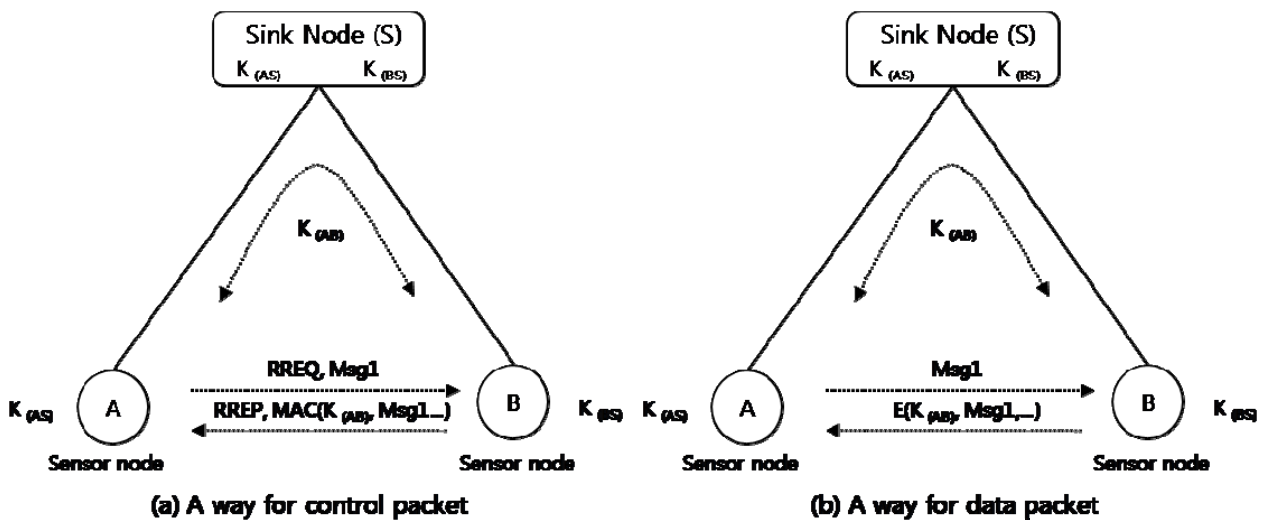 Sink Node (S)
K (AS) K (BS)
K (AB)
RREQ, Msg1
RREP, MAC(K (AB), Msg1...)
K (AS)
A
B
K (BS)
Sensor node
Sensor node
(a) A way for control packet
Sink Node (S)
K (AS) K (BS)
K (AB)
Msg1
E(K (AB), Msg1,...)
K (AS)
A
B
K (BS)
Sensor node
Sensor node
(b) A way for data packet